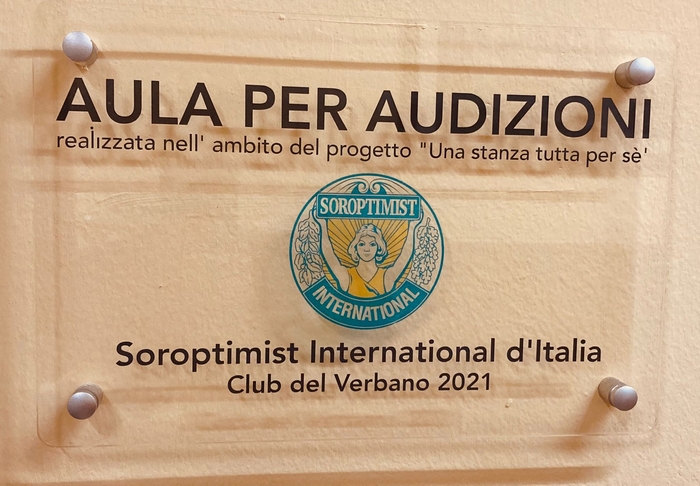 AULA PER AUDIZIONI
realizzata nell' ambito del progetto "Una stanza tutta per sè'
SOROPTIMIST
INTERNATIONAL
Soroptimist International d'Italia
Club del Verbano 2021